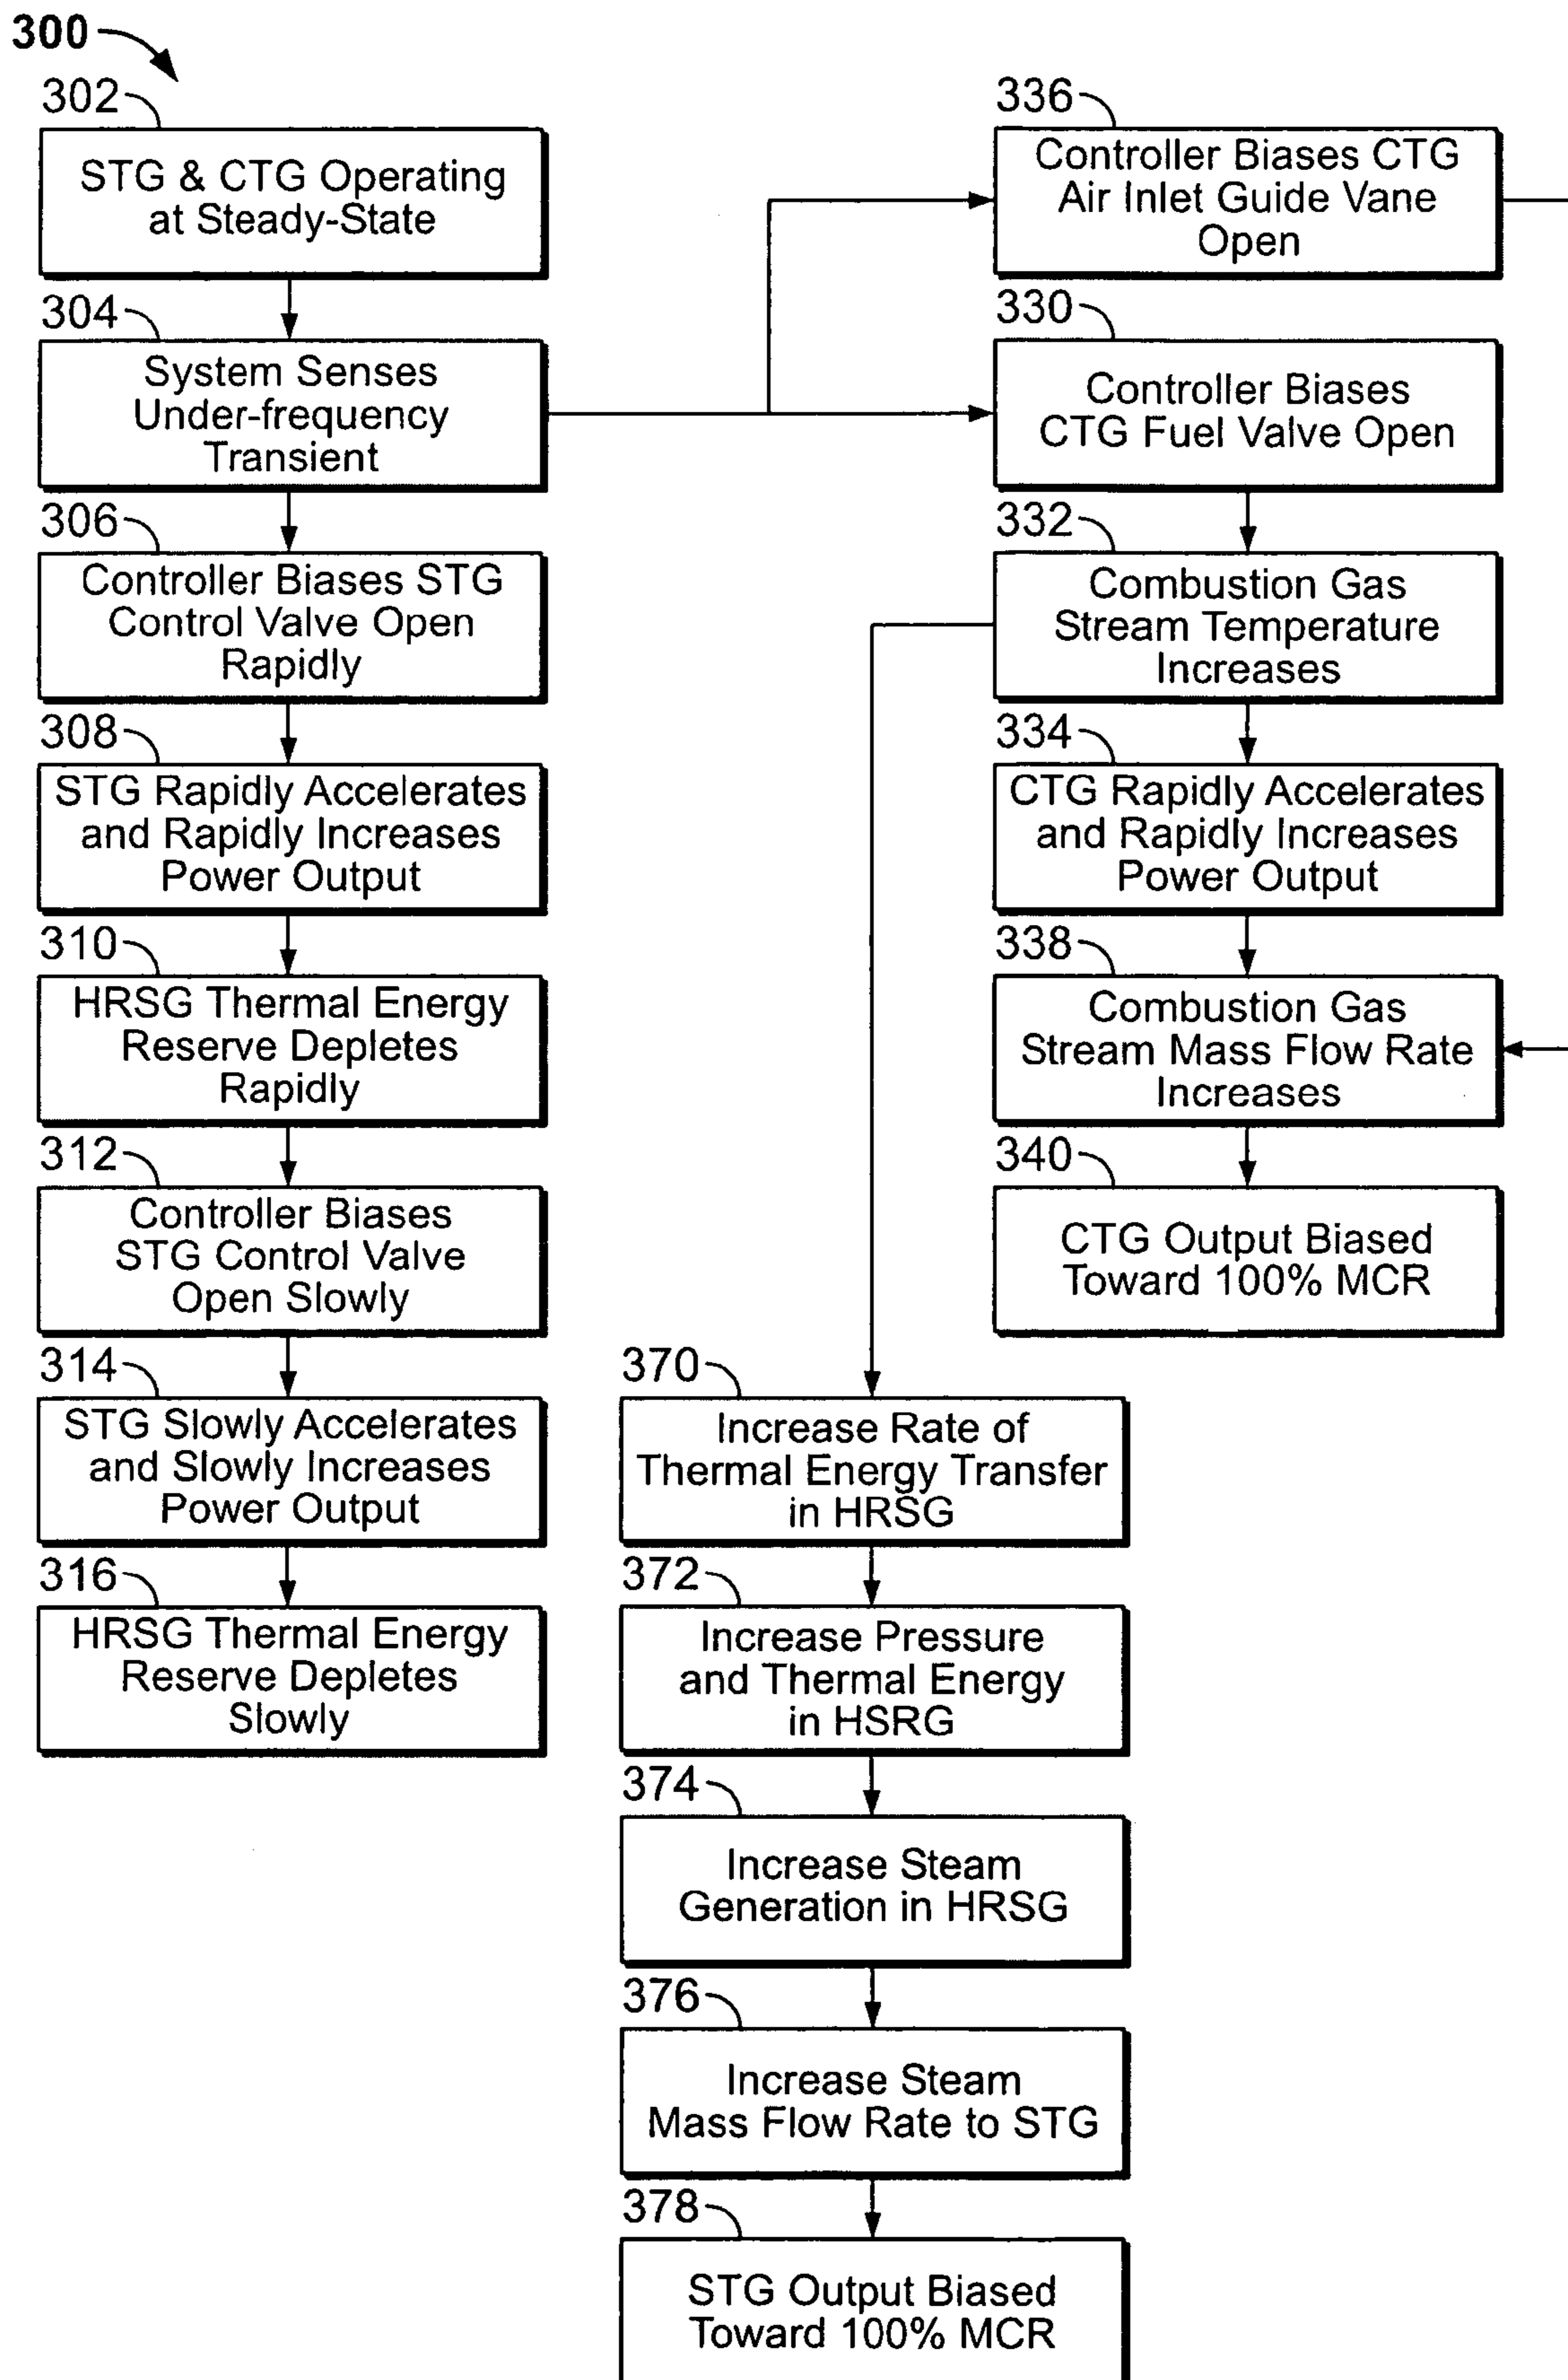 300
302
STG & CTG Operating
at Steady-State
304
System Senses
Under-frequency
Transient
306
Controller Biases STG
Control Valve Open
Rapidly
308
STG Rapidly Accelerates
and Rapidly Increases
Power Output
310
HRSG Thermal Energy
Reserve Depletes
Rapidly
312
Controller Biases
STG Control Valve
Open Slowly
314
STG Slowly Accelerates
and Slowly Increases
Power Output
316
HRSG Thermal Energy
Reserve Depletes
Slowly
336
Controller Biases CTG
Air Inlet Guide Vane
Open
330
Controller Biases
CTG Fuel Valve Open
332
Combustion Gas
Stream Temperature
Increases
334
CTG Rapidly Accelerates
and Rapidly Increases
Power Output
338
Combustion Gas
Stream Mass Flow Rate
Increases
340
CTG Output Biased
Toward 100% MCR
370
Increase Rate of
Thermal Energy Transfer
in HRSG
372
Increase Pressure
and Thermal Energy
in HSRG
374
Increase Steam
Generation in HRSG
376
Increase Steam
Mass Flow Rate to STG
378
STG Output Biased
Toward 100% MCR